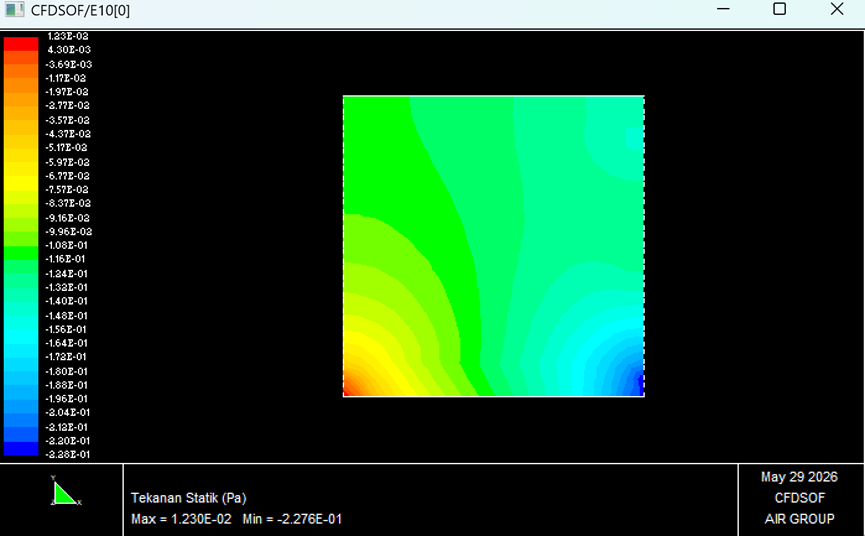 CFDSOF/E10[0]
1.23E-02
4.30E-03
-3.69E-03
-1.17E-02
-1.97E-02
-2.77E-02
-3.57E-02
-4.37E-02
-5.17E-02
-5.97E-02
-6.77E-02
-7.57E-02
-8.37E-02
-9.16E-02
-9.96E-02
-1.08E-01
-1.16E-01
-1.24E-01
-1.32E-01
-1.40E-01
-1.48E-01
-1.56E-01
-1.64E-01
-1.72E-01
-1.80E-01
-1.88E-01
-1.96E-01
-2.04E-01
-2.12E-01
-2.20E-01
-2.28E-01
Y
Z X
Tekanan Statik (Pa)
Max = 1.230E-02 Min = -2.276E-01
May 29 2026
CFDSOF
AIR GROUP